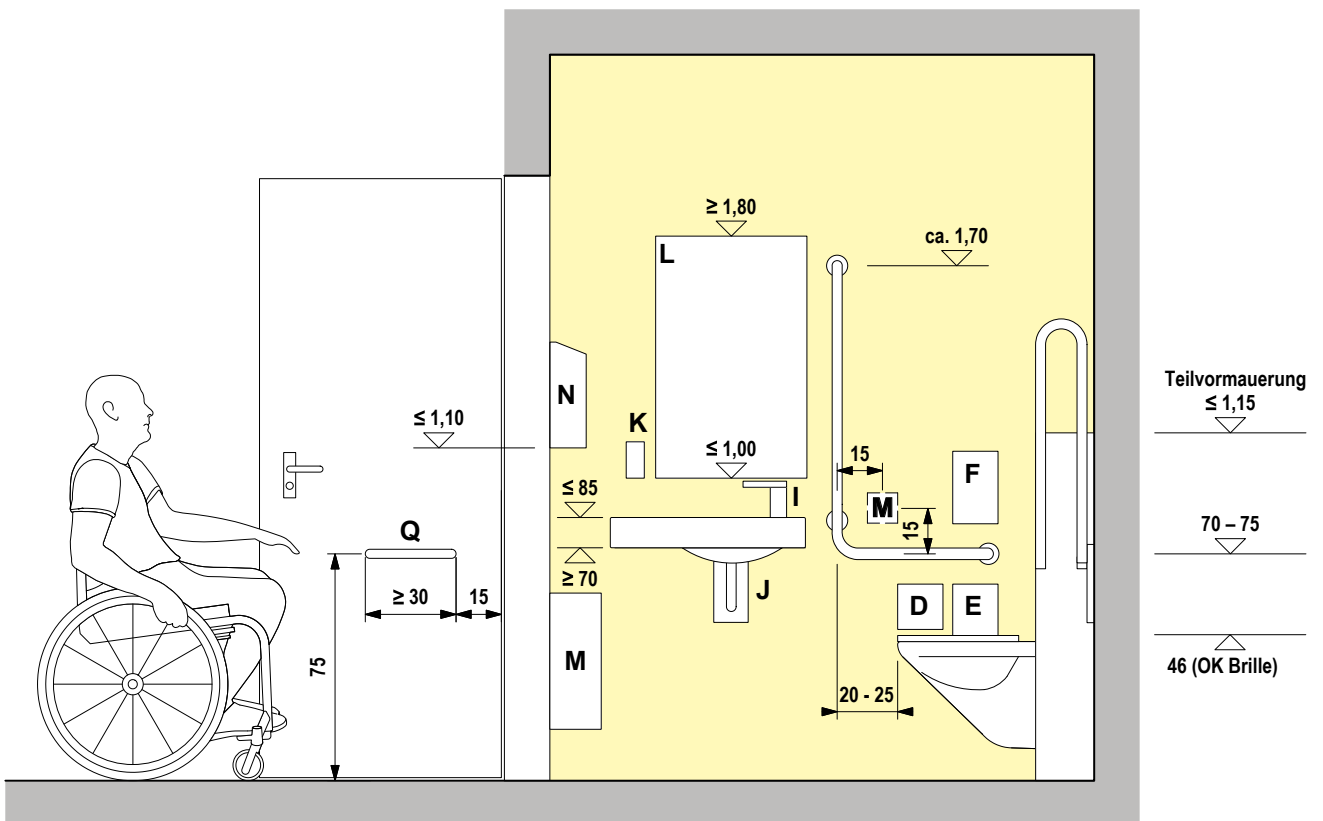 ≥ 1,80
L
ca. 1,70
Teilvormauerung
≤ 1,15
N
≤ 1,10
K
≤ 1,00
15
F
≤ 85
I
M
15
70 – 75
Q
≥ 70
≥ 30
15
J
D
E
M
75
46 (OK Brille)
20 - 25